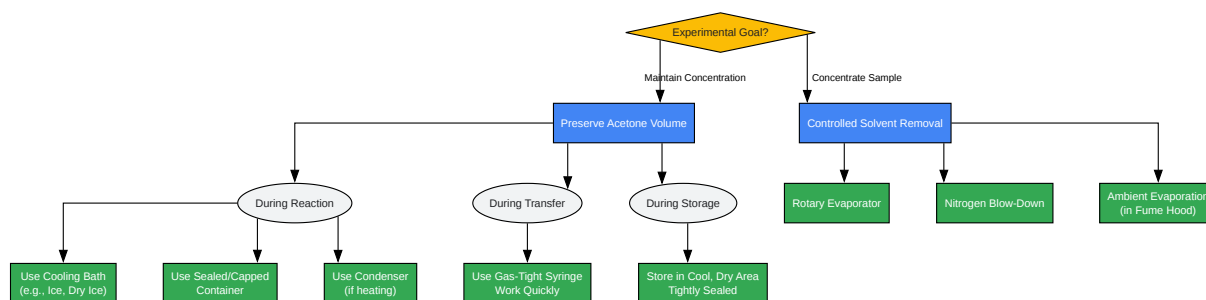 Experimental Goal?
Maintain Concentration
Concentrate Sample
Preserve Acetone Volume
Controlled Solvent Removal
During Reaction
During Transfer
During Storage
Rotary Evaporator
Nitrogen Blow-Down
Ambient Evaporation
(in Fume Hood)
Use Cooling Bath
(e.g., Ice, Dry Ice)
Use Sealed/Capped
Container
Use Condenser
(if heating)
Use Gas-Tight Syringe
Work Quickly
Store in Cool, Dry Area
Tightly Sealed